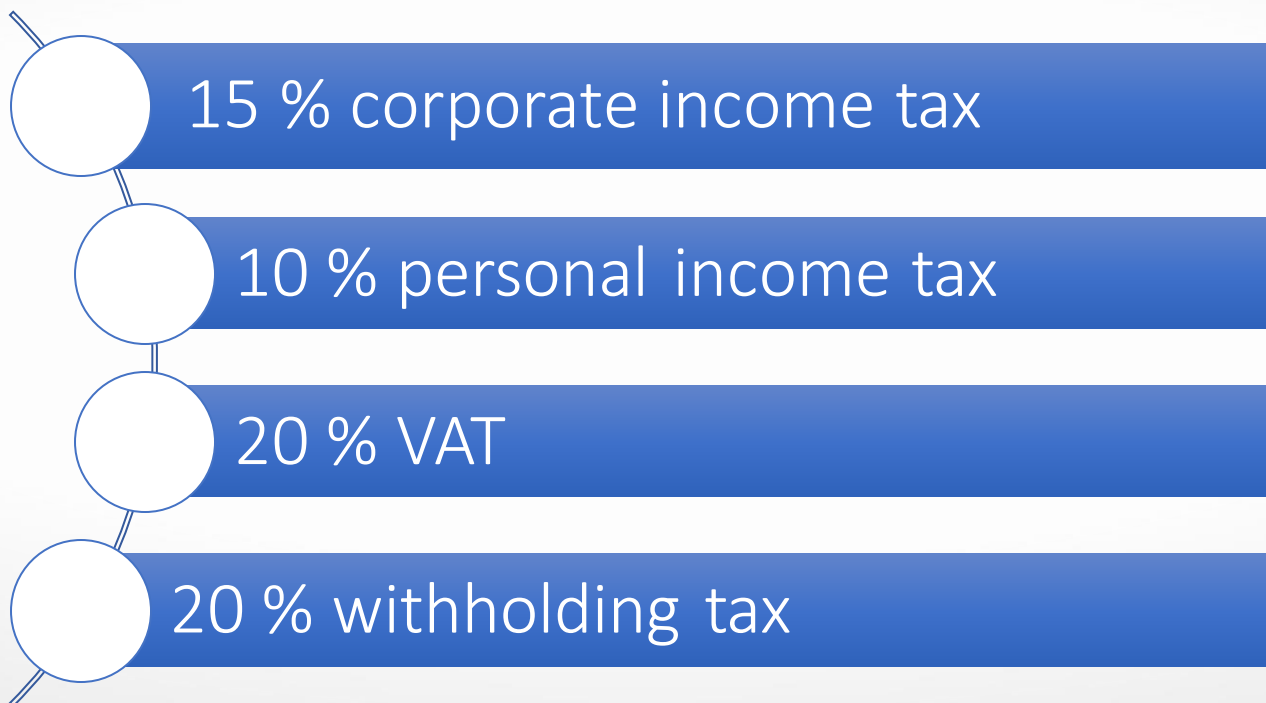 15 % corporate income tax
10 % personal income tax
20 % VAT
20 % withholding tax